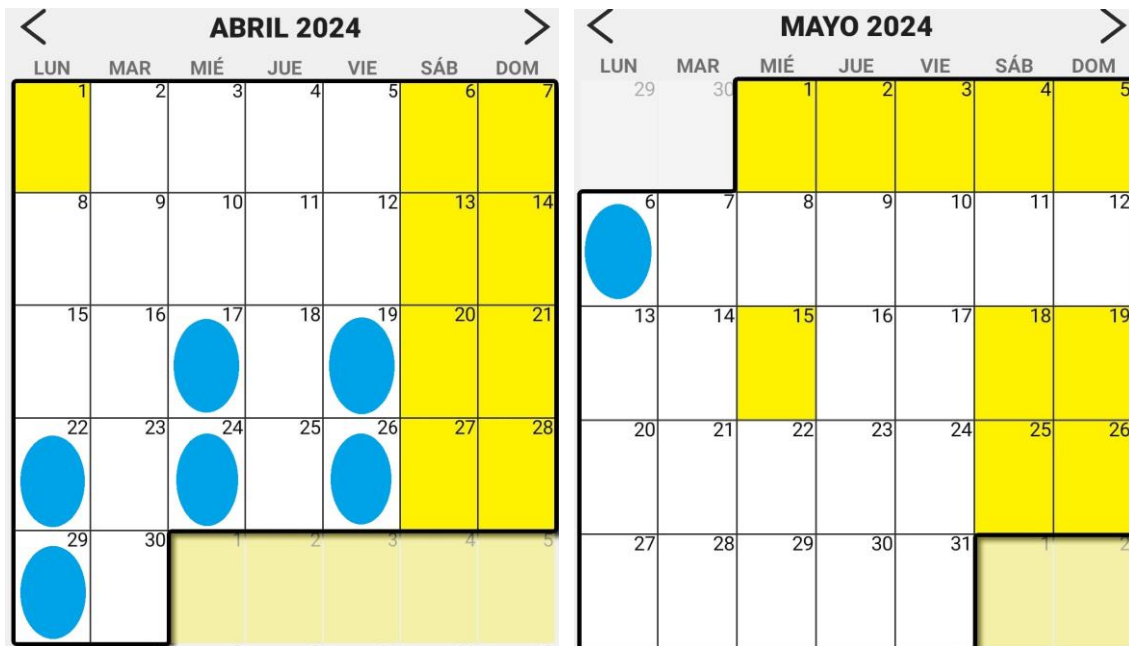 ABRIL 2024
LUN MAR MIÉ JUE VIE SÁB DOM
1 2 3 4 5 6 7
8 9 10 11 12 13 14
15 16 17 18 19 20 21
22 23 24 25 26 27 28
29 30 1 2 3 4 5
MAYO 2024
LUN MAR MIÉ JUE VIE SÁB DOM
29 30 1 2 3 4 5
6 7 8 9 10 11 12
13 14 15 16 17 18 19
20 21 22 23 24 25 26
27 28 29 30 31 1 2